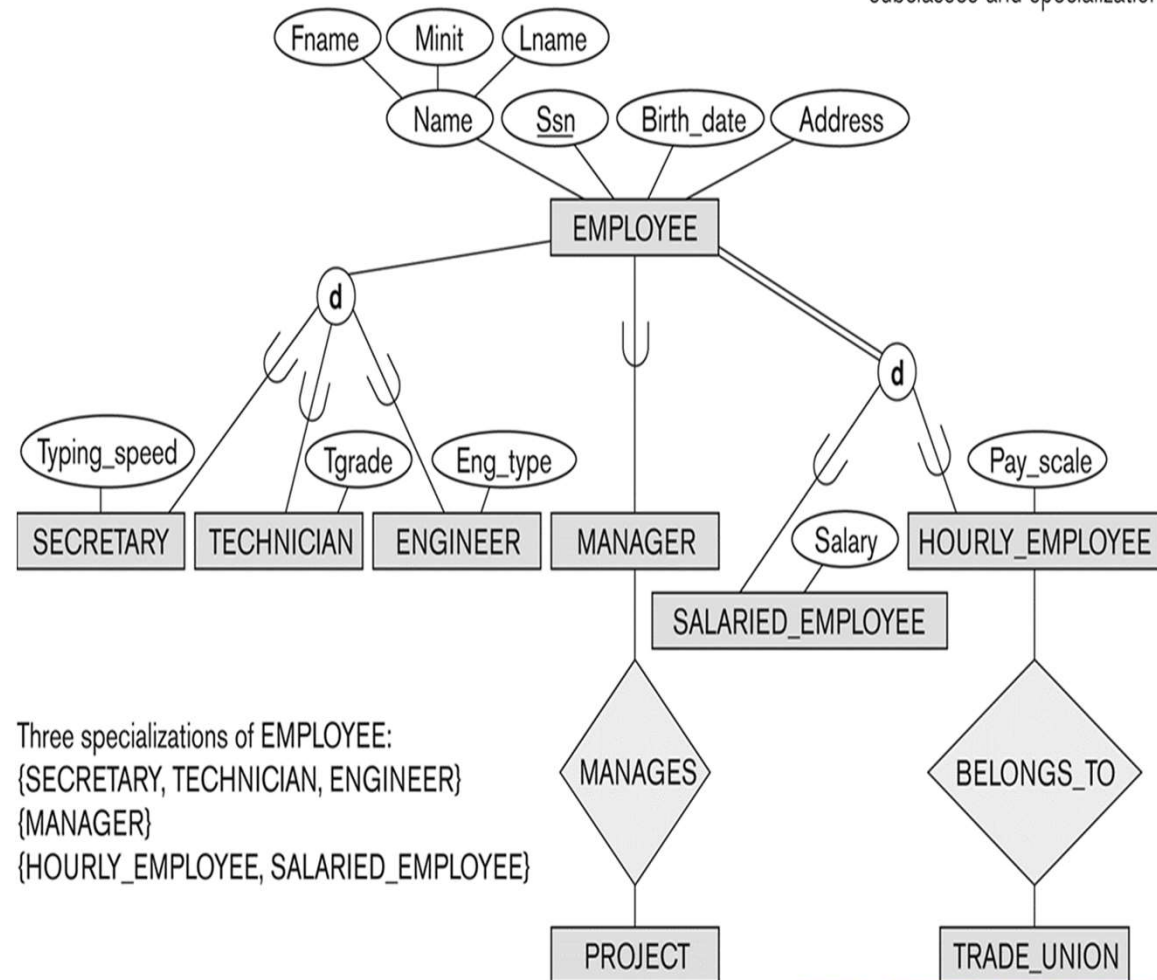 subclasses and specialization
Fname Minit Lname
Name Ssn Birth_date Address
EMPLOYEE
d
d
Typing_speed Tgrade Eng_type Pay_scale
SECRETARY TECHNICIAN ENGINEER MANAGER Salary HOURLY_EMPLOYEE
SALARIED_EMPLOYEE
Three specializations of EMPLOYEE:
{SECRETARY, TECHNICIAN, ENGINEER}
{MANAGER}
{HOURLY_EMPLOYEE, SALARIED_EMPLOYEE}
MANAGES BELONGS_TO
PROJECT TRADE_UNION